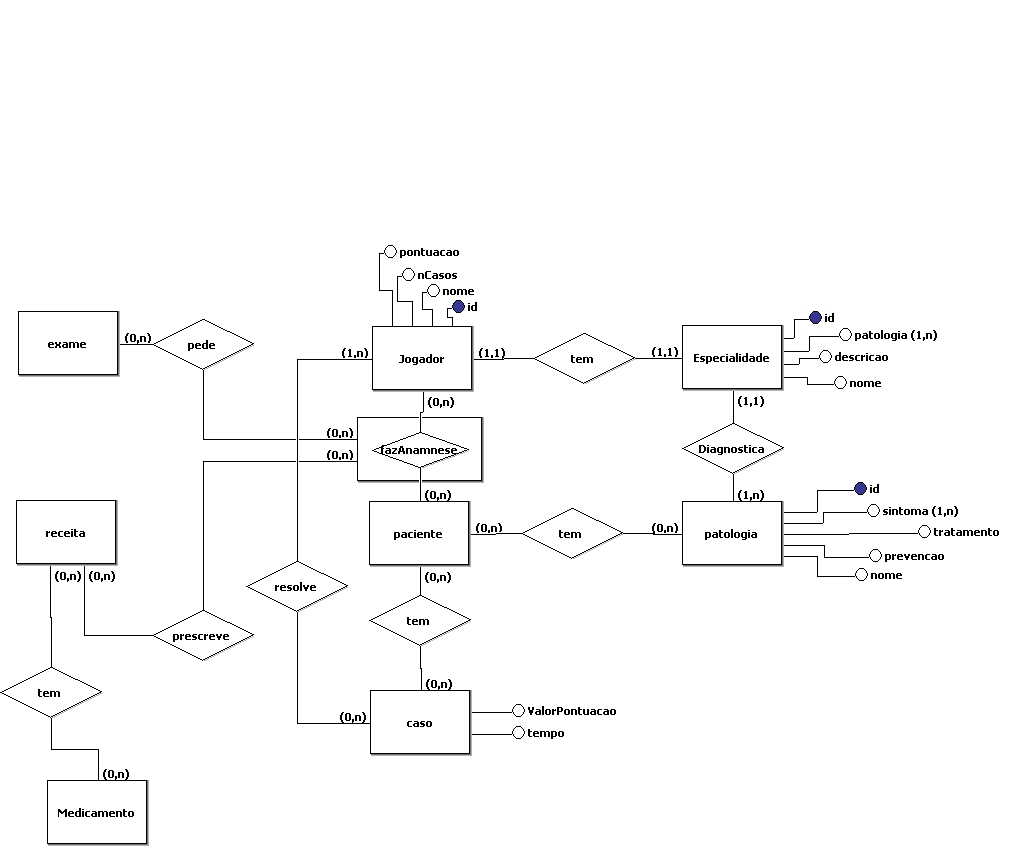 pontuacao
nCasos
nome
id
id
patologia (1,n)
descricao
nome
exame
(0,n)
pede
(1,n)
Jogador
(1,1)
tem
(1,1)
Especialidade
(0,n)
(1,1)
(0,n)
fazAnamnese
Diagnostica
(0,n)
(0,n)
(1,n)
id
sintoma (1,n)
tratamento
prevencao
nome
receita
paciente
(0,n)
tem
(0,n)
patologia
(0,n)
(0,n)
(0,n)
resolve
tem
prescreve
(0,n)
tem
(0,n)
caso
ValorPontuacao
tempo
(0,n)
Medicamento